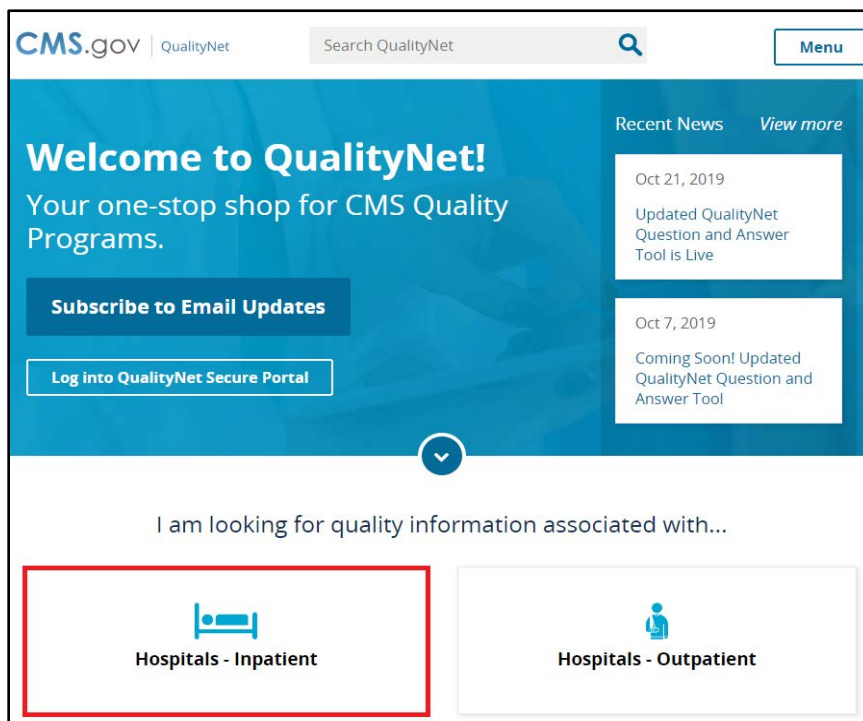 CMS.gov QualityNet
Search QualityNet
Menu
Welcome to QualityNet!
Your one-stop shop for CMS Quality
Programs.
Subscribe to Email Updates
Log into QualityNet Secure Portal
Recent News View more
Oct 21, 2019
Updated QualityNet
Question and Answer
Tool is Live
Oct 7, 2019
Coming Soon! Updated
QualityNet Question and
Answer Tool
I am looking for quality information associated with...
Hospitals - Inpatient
Hospitals - Outpatient